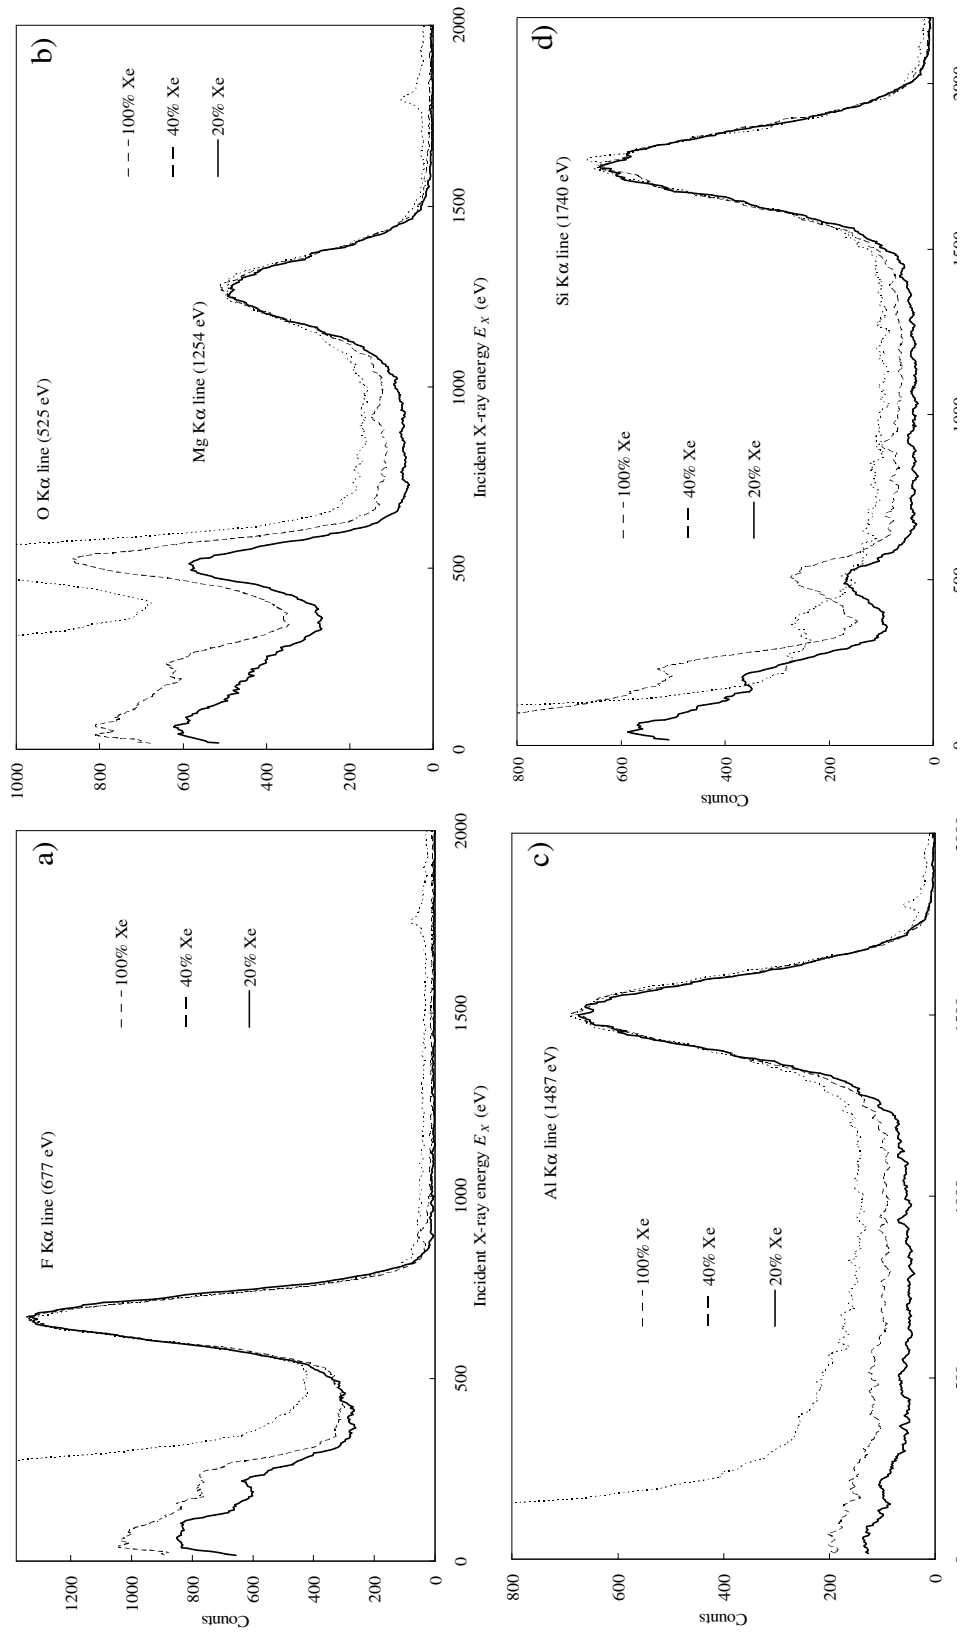 a)
F Kα line (677 eV)
100% Xe
40% Xe
20% Xe
1200
1000
800
600
400
200
0
Counts
0 500 1000 1500 2000
Incident X-ray energy E_X (eV)
b)
O Kα line (525 eV)
100% Xe
40% Xe
20% Xe
Mg Kα line (1254 eV)
1000
800
600
400
200
0
0 500 1000 1500 2000
Incident X-ray energy E_X (eV)
c)
Al Kα line (1487 eV)
100% Xe
40% Xe
20% Xe
800
600
400
200
0
Counts
d)
Si Kα line (1740 eV)
100% Xe
40% Xe
20% Xe
800
600
400
200
0
Counts